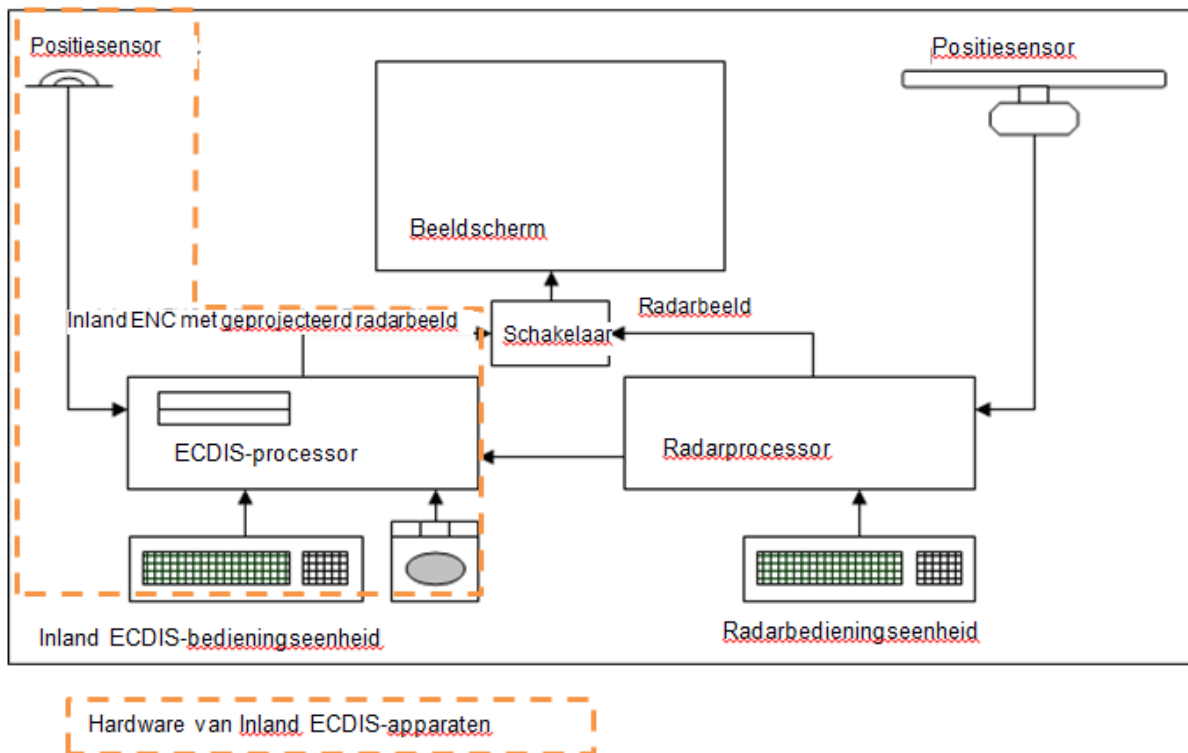 Positiesensor
Positiesensor
Beeldscherm
Inland ENC met geprojecteerd radarbeeld
Schakelaar
Radarbeeld
ECDIS-processor
Radarprocessor
Inland ECDIS-bedieningseenheid
Radarbedieningseenheid
Hardware van Inland ECDIS-apparaten